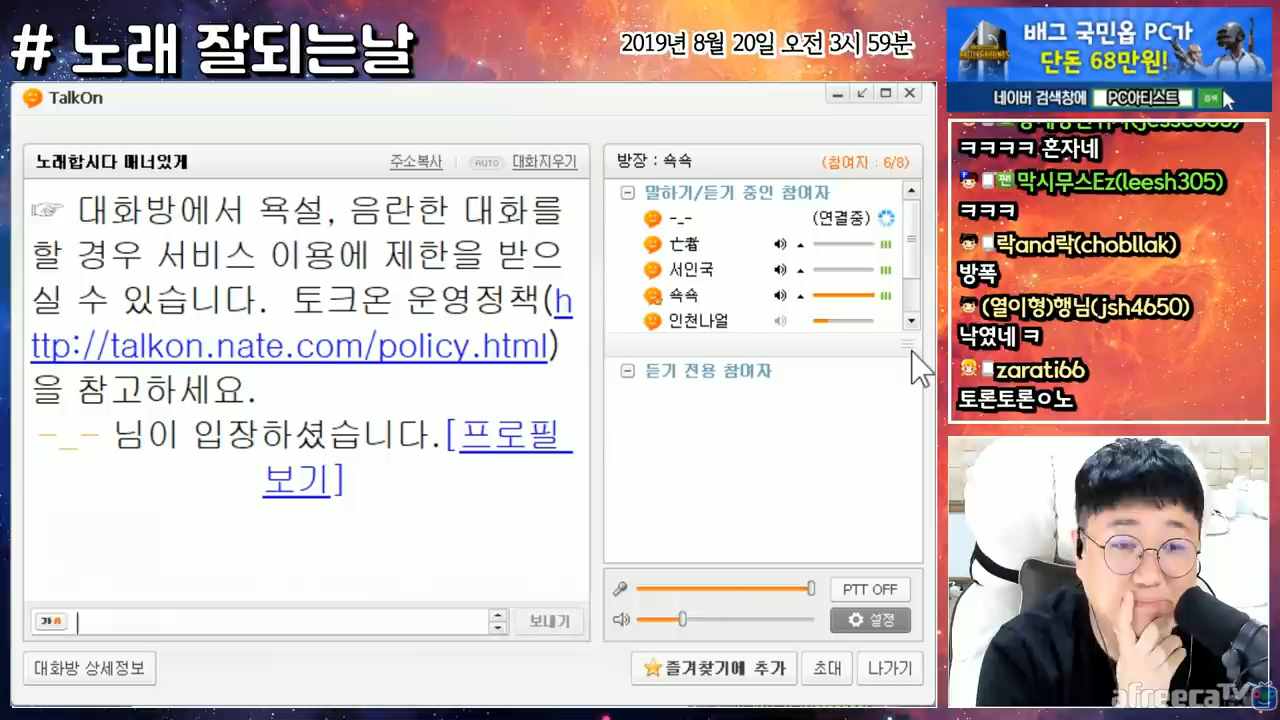 # 노래 잘되는날
2019년 8월 20일 오전 3시 59분
배그 국민옵 PC가
단돈 68만원!
네이버 검색창에 PC아티스트 검색
TalkOn
노래합시다 매너있게
주소복사
AUTO 대화지우기
☞ 대화방에서 욕설, 음란한 대화를
할 경우 서비스 이용에 제한을 받으
실 수 있습니다. 토크온 운영정책(h
ttp://talkon.nate.com/policy.html)
을 참고하세요.
-_- 님이 입장하셨습니다.[프로필
보기]
가
보내기
대화방 상세정보
방장 : 쇽쇽
(참여자 : 6/8)
말하기/듣기 중인 참여자
-_- (연결중)
亡者
서인국
쇽쇽
인천나얼
듣기 전용 참여자
PTT OFF
설정
즐겨찾기에 추가
초대
나가기
ㅋㅋㅋㅋ 혼자네
팬 막시무스Ez(leesh305)
ㅋㅋㅋ
락and락(chobllak)
방폭
(열이형)행님(jsh4650)
낙였네 ㅋ
zarati66
토론토론ㅇ노
afreecaTV